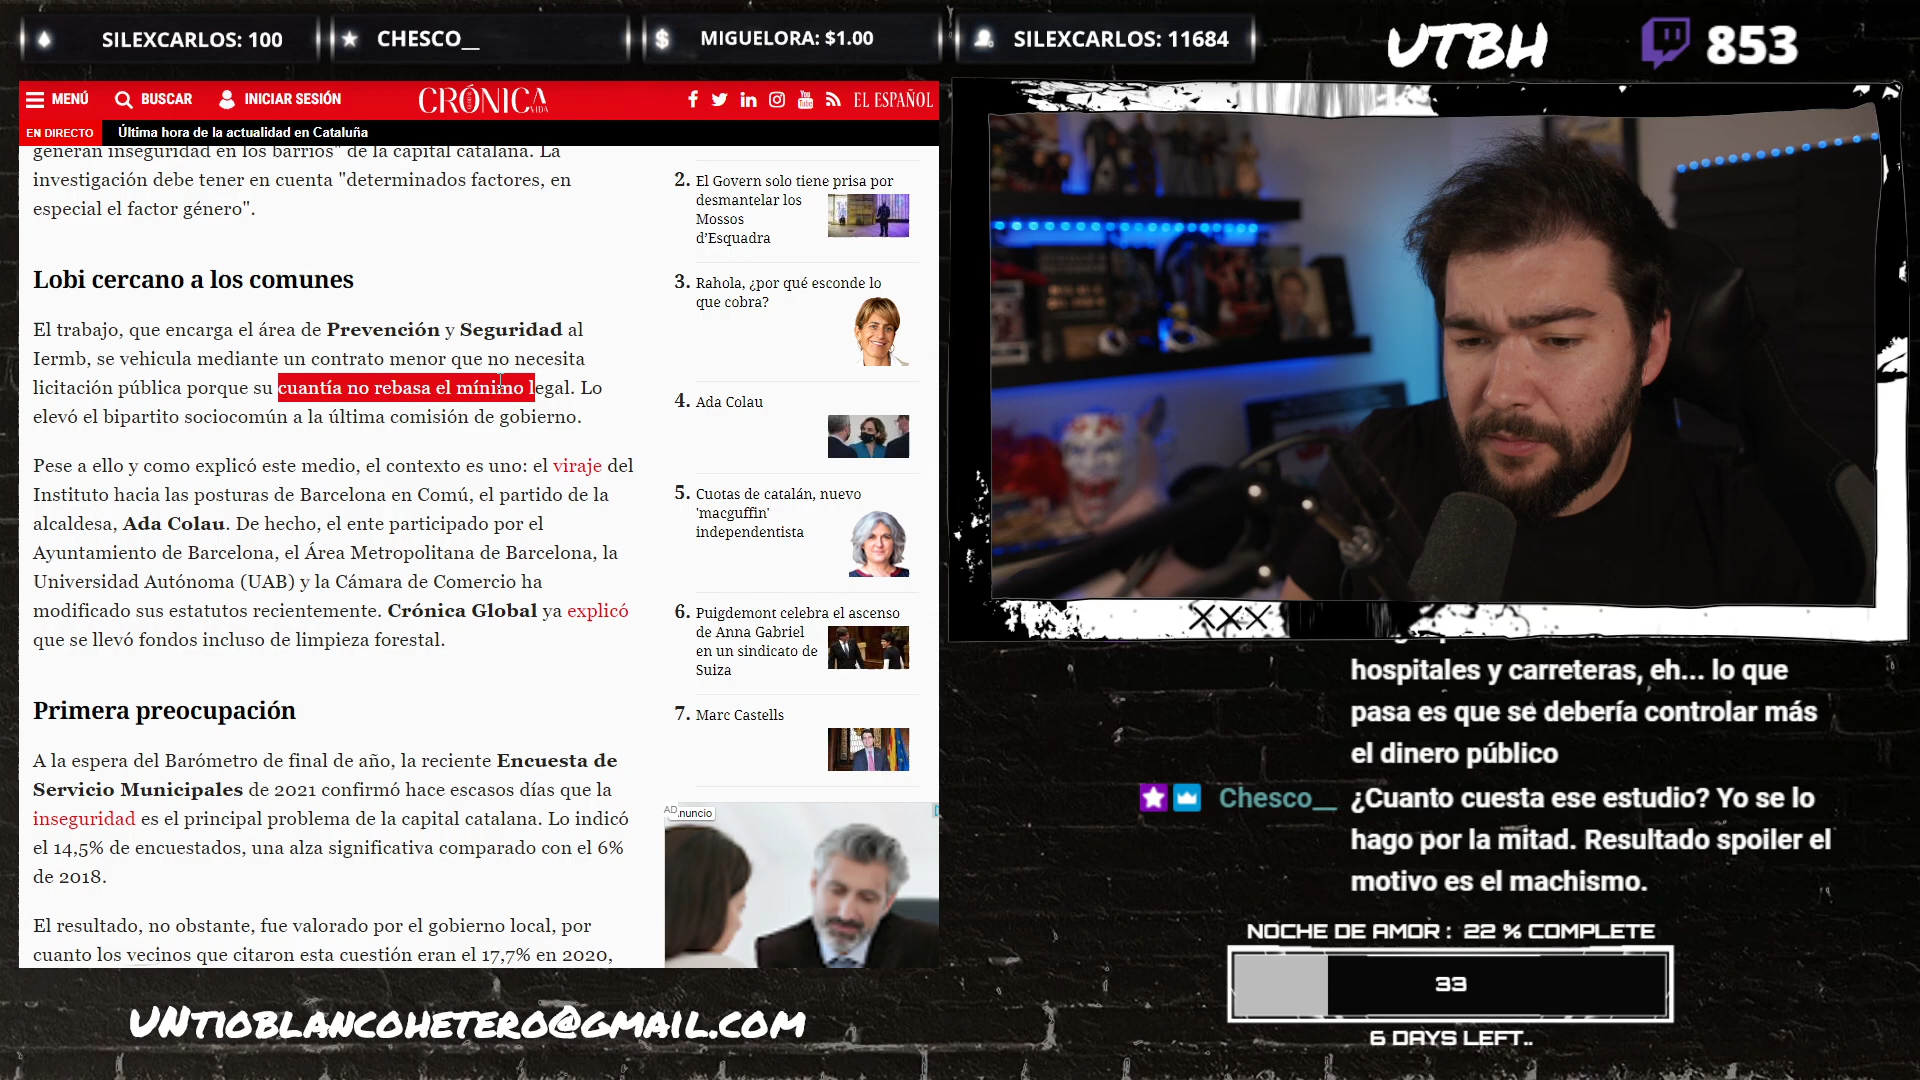 SILEXCARLOS: 100
CHESCO__
MIGUELORA: $1.00
SILEXCARLOS: 11684
UTBH
853
MENÚ
BUSCAR
INICIAR SESIÓN
CRÓNICA
VIDA
EL ESPAÑOL
EN DIRECTO
Última hora de la actualidad en Cataluña
generan inseguridad en los barrios" de la capital catalana. La
investigación debe tener en cuenta "determinados factores, en
especial el factor género".
Lobi cercano a los comunes
El trabajo, que encarga el área de Prevención y Seguridad al
Iermb, se vehicula mediante un contrato menor que no necesita
licitación pública porque su cuantía no rebasa el mínimo legal. Lo
elevó el bipartito sociocomún a la última comisión de gobierno.
Pese a ello y como explicó este medio, el contexto es uno: el viraje del
Instituto hacia las posturas de Barcelona en Comú, el partido de la
alcaldesa, Ada Colau. De hecho, el ente participado por el
Ayuntamiento de Barcelona, el Área Metropolitana de Barcelona, la
Universidad Autónoma (UAB) y la Cámara de Comercio ha
modificado sus estatutos recientemente. Crónica Global ya explicó
que se llevó fondos incluso de limpieza forestal.
Primera preocupación
A la espera del Barómetro de final de año, la reciente Encuesta de
Servicio Municipales de 2021 confirmó hace escasos días que la
inseguridad es el principal problema de la capital catalana. Lo indicó
el 14,5% de encuestados, una alza significativa comparado con el 6%
de 2018.
El resultado, no obstante, fue valorado por el gobierno local, por
cuanto los vecinos que citaron esta cuestión eran el 17,7% en 2020,
2. El Govern solo tiene prisa por
desmantelar los
Mossos
d'Esquadra
3. Rahola, ¿por qué esconde lo
que cobra?
4. Ada Colau
5. Cuotas de catalán, nuevo
'macguffin'
independentista
6. Puigdemont celebra el ascenso
de Anna Gabriel
en un sindicato de
Suiza
7. Marc Castells
AD
nuncio
XXX
hospitales y carreteras, eh... lo que
pasa es que se debería controlar más
el dinero público
Chesco__ ¿Cuanto cuesta ese estudio? Yo se lo
hago por la mitad. Resultado spoiler el
motivo es el machismo.
NOCHE DE AMOR : 22 % COMPLETE
33
6 DAYS LEFT..
UNTIOBLANCOHETERO@GMAIL.COM